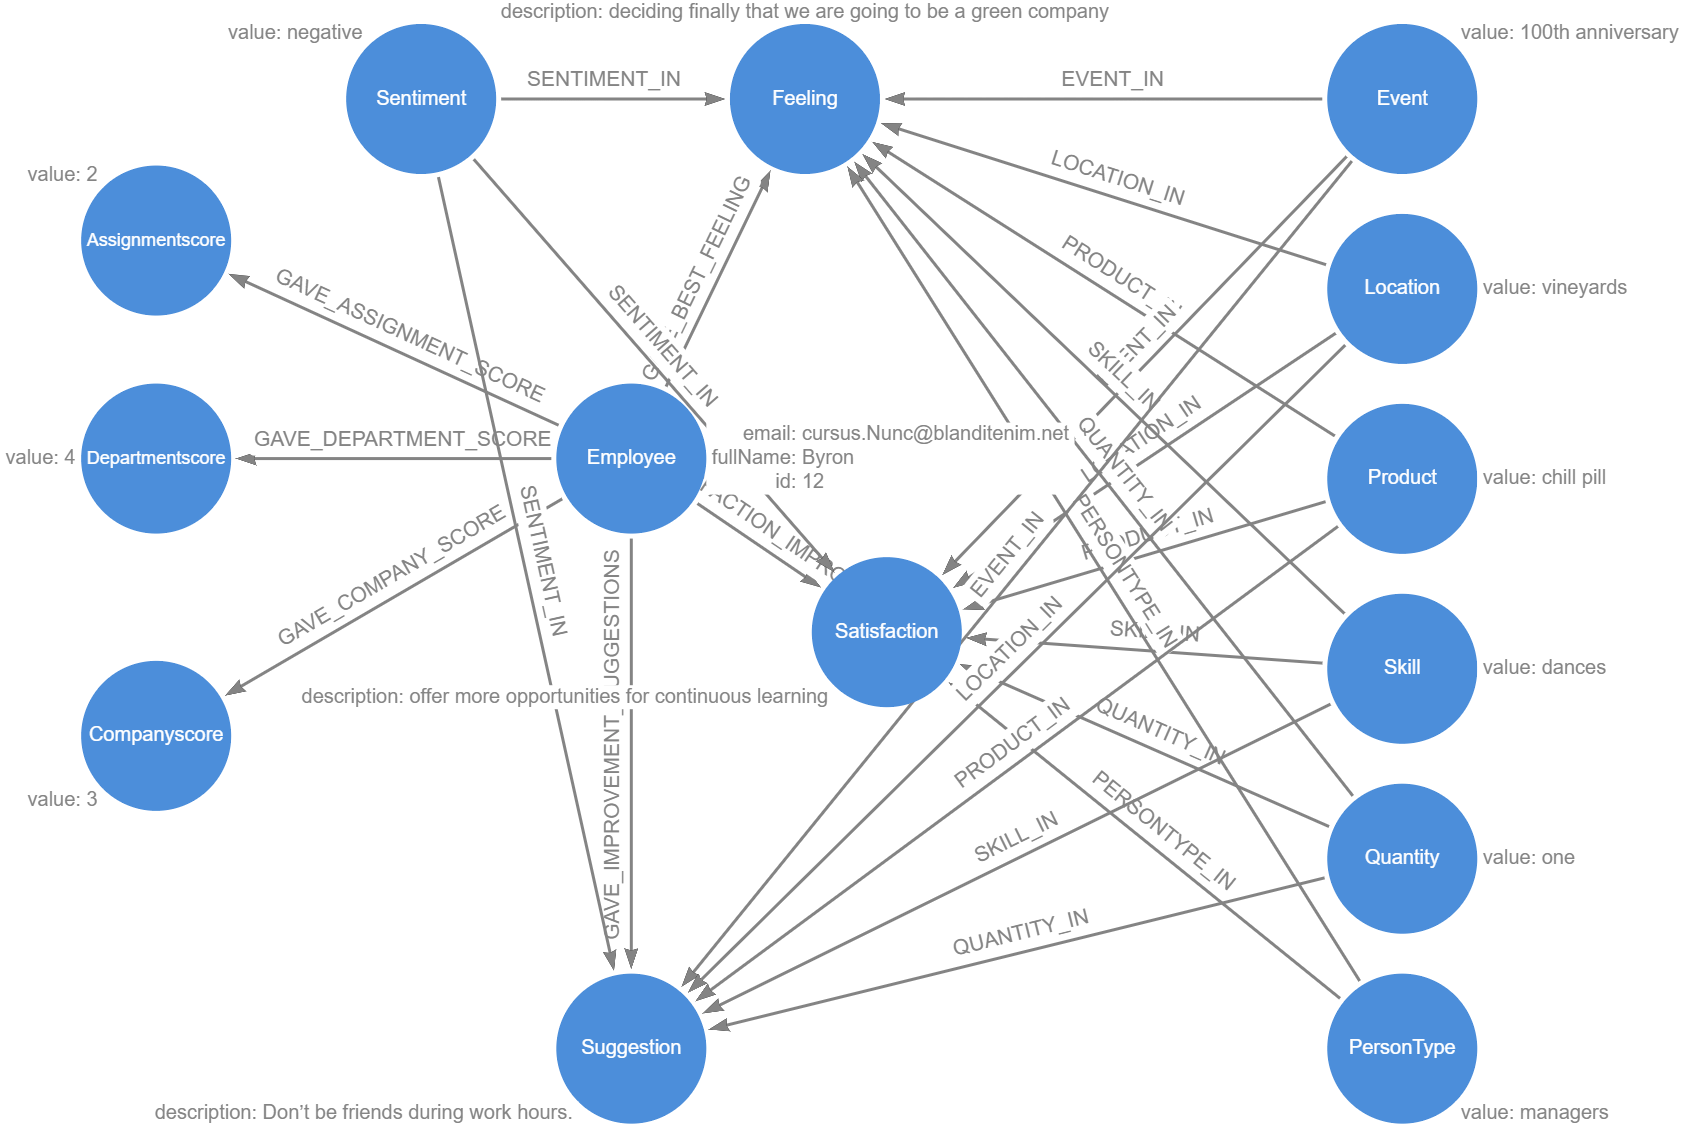 description: deciding finally that we are going to be a green company
value: negative
value: 100th anniversary
Sentiment
SENTIMENT_IN
Feeling
EVENT_IN
Event
value: 2
LOCATION_IN
Assignmentscore
GAVE_ASSIGNMENT_SCORE
BEST_FEELING
SENTIMENT_IN
PRODUCT_
Location
value: vineyards
SKILL_IN
GAVE_DEPARTMENT_SCORE
value: 4
Departmentscore
Employee
email: cursus.Nunc@blanditenim.net
fullName: Byron
id: 12
QUANTITY_IN
Product
value: chill pill
SENTIMENT_IN
GAVE_COMPANY_SCORE
EVENT_IN
PERSONTYPE_IN
Satisfaction
LOCATION_IN
Skill
value: dances
description: offer more opportunities for continuous learning
GAVE_IMPROVEMENT_
Companyscore
PRODUCT_IN
QUANTITY_IN
value: 3
SKILL_IN
PERSONTYPE_IN
Quantity
value: one
QUANTITY_IN
Suggestion
PersonType
description: Don’t be friends during work hours.
value: managers